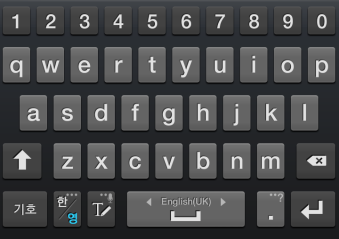 1 2 3 4 5 6 7 8 9 0
q w e r t y u i o p
a s d f g h j k l
z x c v b n m
기호 한/영 T English(UK) . ...?